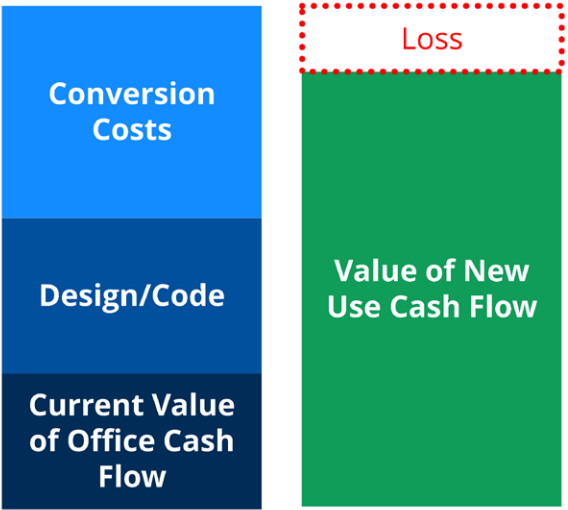 Conversion
Costs
Design/Code
Current Value
of Office Cash
Flow
Loss
Value of New
Use Cash Flow